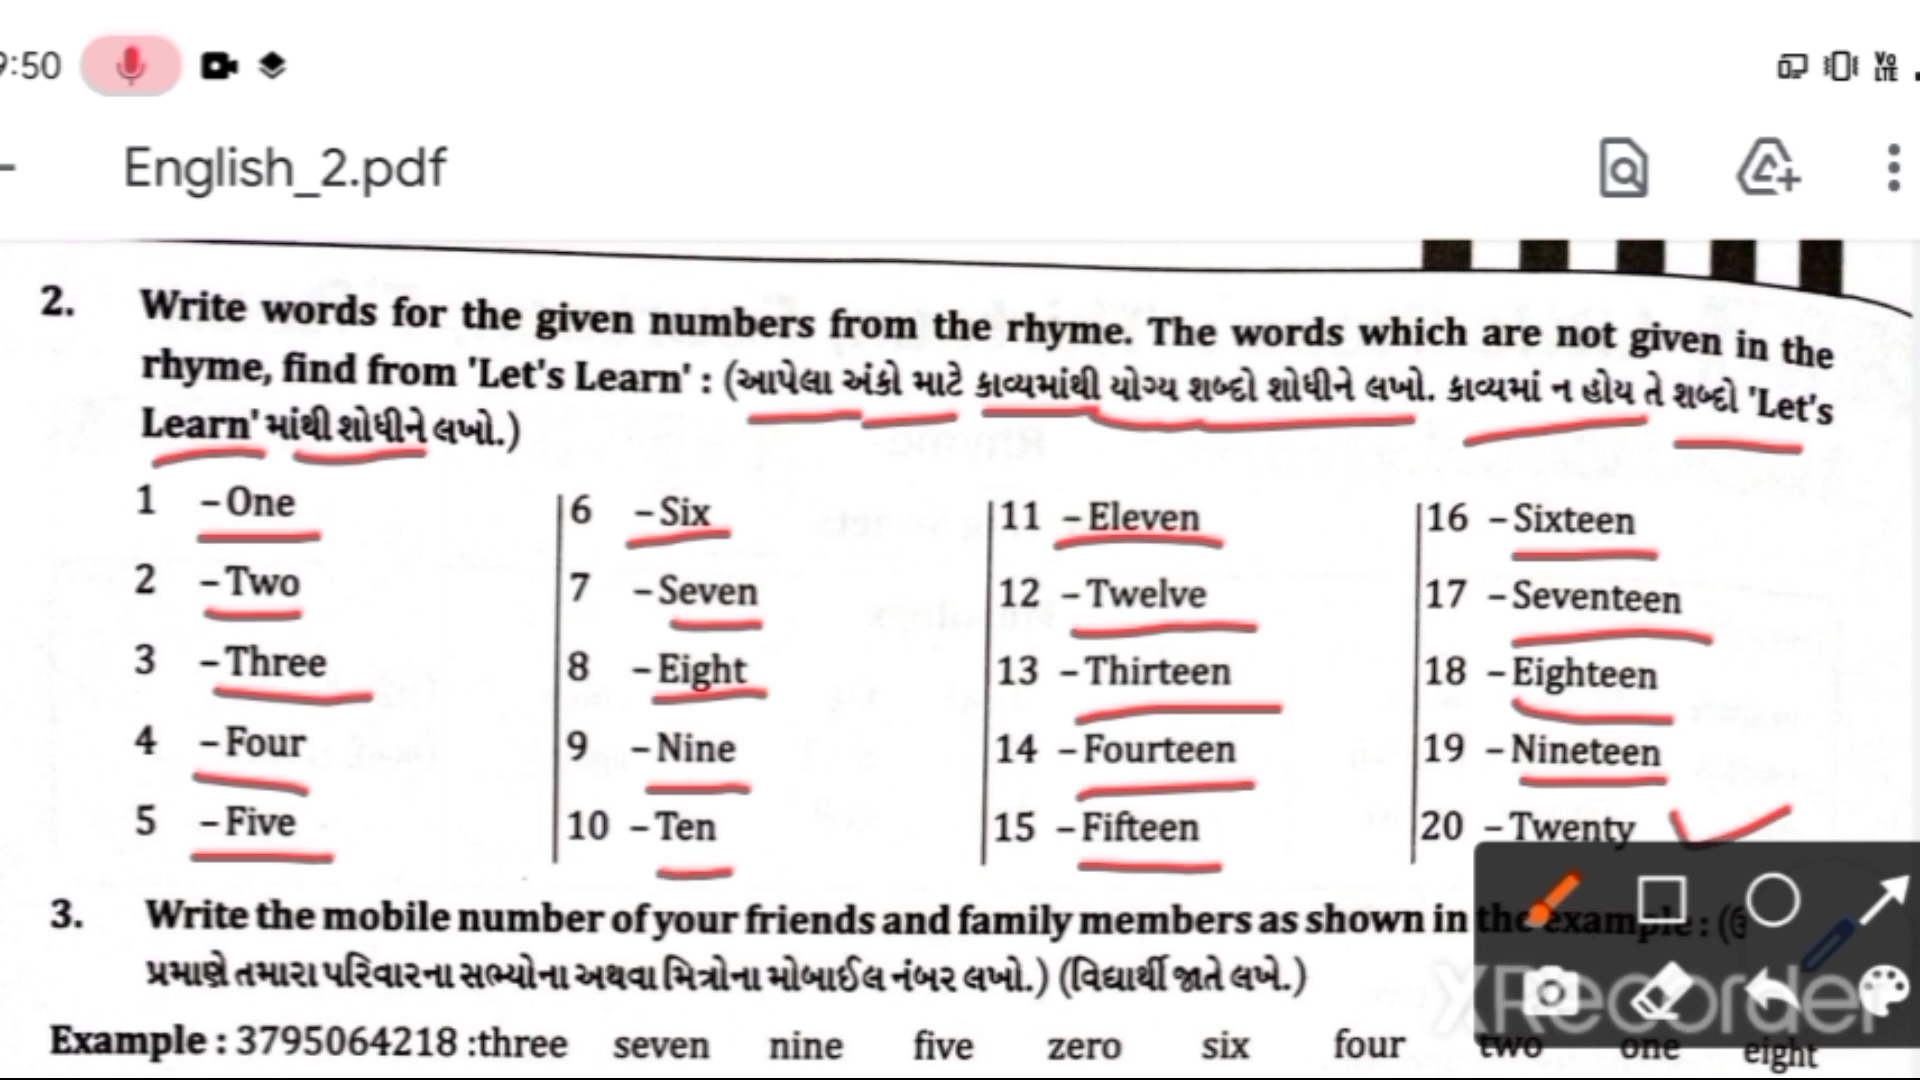 9:50 Vo LTE
English_2.pdf
2. Write words for the given numbers from the rhyme. The words which are not given in the
rhyme, find from 'Let's Learn' : (આપેલા અંકો માટે કાવ્યમાંથી યોગ્ય શબ્દો શોધીને લખો. કાવ્યમાં ન હોય તે શબ્દો 'Let's
Learn' માંથી શોધીને લખો.)
1 – One 6 – Six 11 – Eleven 16 – Sixteen
2 – Two 7 – Seven 12 – Twelve 17 – Seventeen
3 – Three 8 – Eight 13 – Thirteen 18 – Eighteen
4 – Four 9 – Nine 14 – Fourteen 19 – Nineteen
5 – Five 10 – Ten 15 – Fifteen 20 – Twenty
3. Write the mobile number of your friends and family members as shown in the example : (
પ્રમાણે તમારા પરિવારના સભ્યોના અથવા મિત્રોના મોબાઈલ નંબર લખો.) (વિદ્યાર્થી જાતે લખે.)
XRecorder
Example : 3795064218 :three seven nine five zero six four two one eight